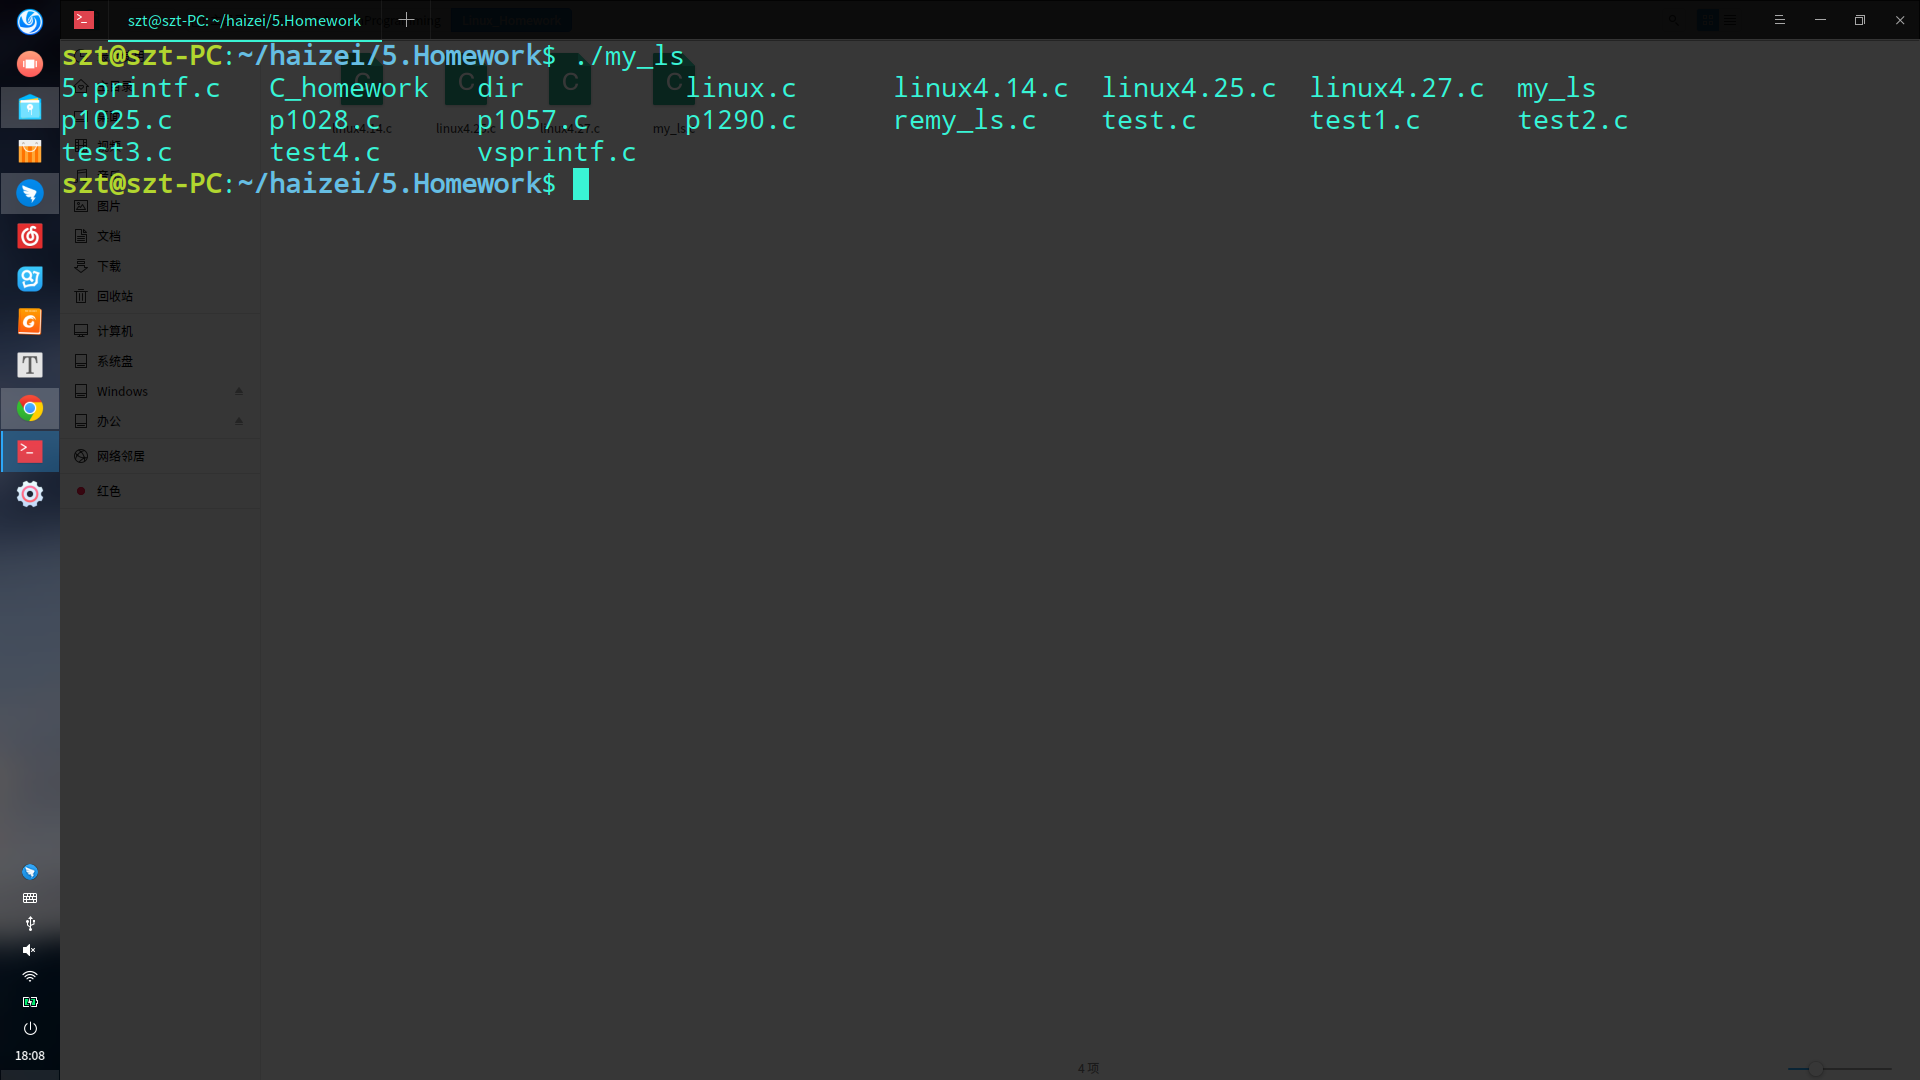 szt@szt-PC: ~/haizei/5.Homework
szt@szt-PC:~/haizei/5.Homework$ ./my_ls
5.printf.c C_homework dir linux.c linux4.14.c linux4.25.c linux4.27.c my_ls
p1025.c p1028.c p1057.c p1290.c remy_ls.c test.c test1.c test2.c
test3.c test4.c vsprintf.c
szt@szt-PC:~/haizei/5.Homework$
图片
文档
下载
回收站
计算机
系统盘
Windows
办公
网络邻居
红色
4 项
18:08